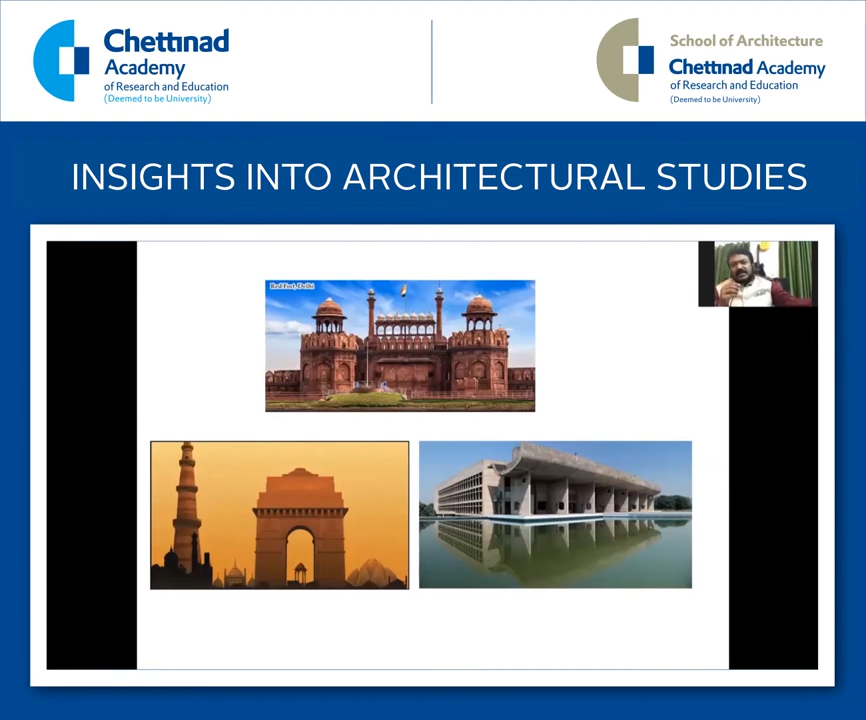 Chettinad
Academy
of Research and Education
(Deemed to be University)
School of Architecture
Chettinad Academy
of Research and Education
(Deemed to be University)
INSIGHTS INTO ARCHITECTURAL STUDIES
Red Fort, Delhi